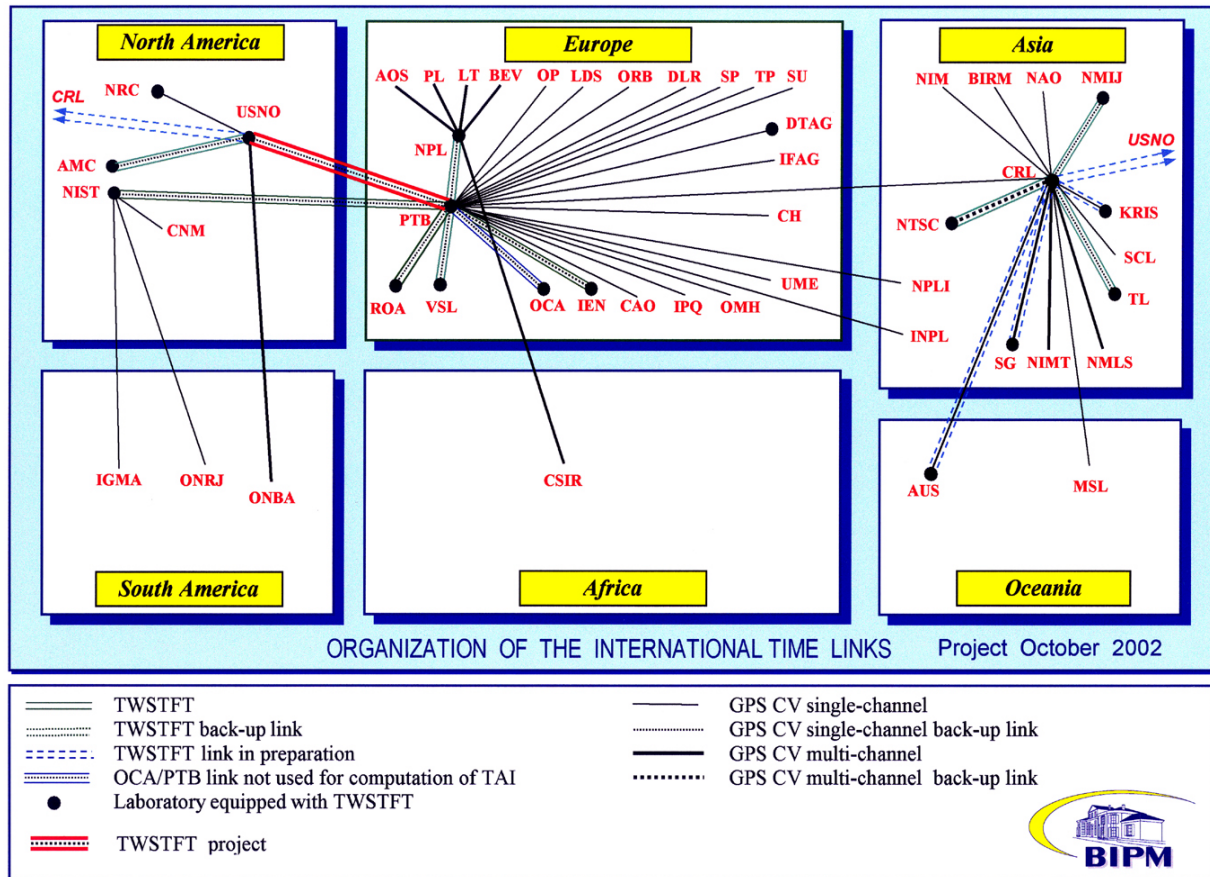 North America
Europe
Asia
CRL
NRC
USNO
AMC
NIST
CNM
AOS PL LT BEV OP LDS ORB DLR SP TP SU
NPL
DTAG
IFAG
PTB
CH
UME
ROA VSL OCA IEN CAO IPQ OMH
NPLI
INPL
NIM BIRM NAO NMIJ
USNO
CRL
KRIS
NTSC
SCL
TL
SG NIMT NMLS
IGMA ONRJ ONBA
CSIR
AUS MSL
South America
Africa
Oceania
ORGANIZATION OF THE INTERNATIONAL TIME LINKS Project October 2002
TWSTFT
TWSTFT back-up link
TWSTFT link in preparation
OCA/PTB link not used for computation of TAI
Laboratory equipped with TWSTFT
TWSTFT project
GPS CV single-channel
GPS CV single-channel back-up link
GPS CV multi-channel
GPS CV multi-channel back-up link
BIPM